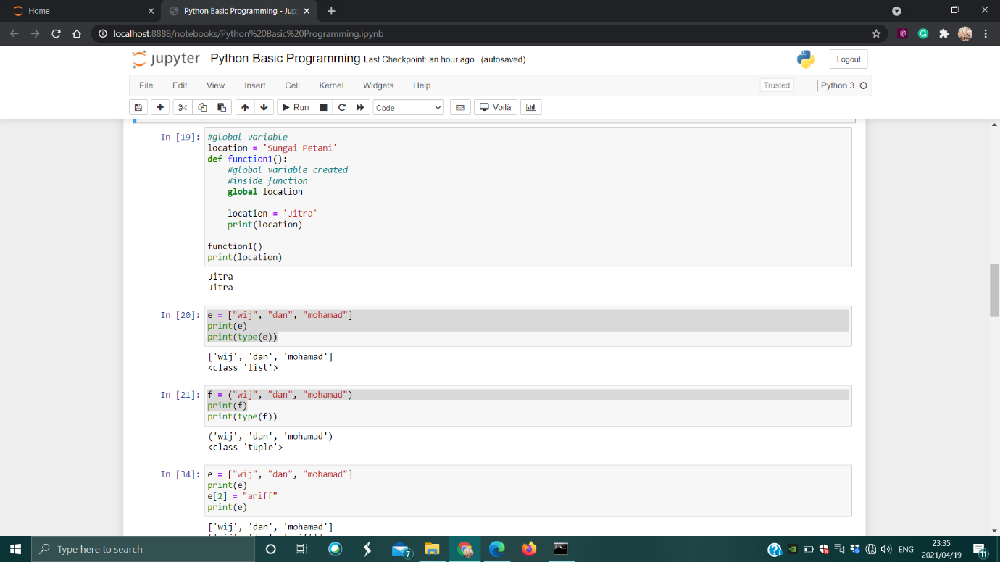 Home
Python Basic Programming - Jup
localhost:8888/notebooks/Python%20Basic%20Programming.ipynb
jupyter Python Basic Programming Last Checkpoint: an hour ago (autosaved)
Logout
File Edit View Insert Cell Kernel Widgets Help
Trusted
Python 3
Run
Code
Voilà
In [19]: #global variable
location = 'Sungai Petani'
def function1():
    #global variable created
    #inside function
    global location
    location = 'Jitra'
    print(location)
function1()
print(location)
Jitra
Jitra
In [20]: e = ["wij", "dan", "mohamad"]
print(e)
print(type(e))
['wij', 'dan', 'mohamad']
<class 'list'>
In [21]: f = ("wij", "dan", "mohamad")
print(f)
print(type(f))
('wij', 'dan', 'mohamad')
<class 'tuple'>
In [34]: e = ["wij", "dan", "mohamad"]
print(e)
e[2] = "ariff"
print(e)
['wij', 'dan', 'mohamad']
Type here to search
7
ENG
23:35
2021/04/19
11